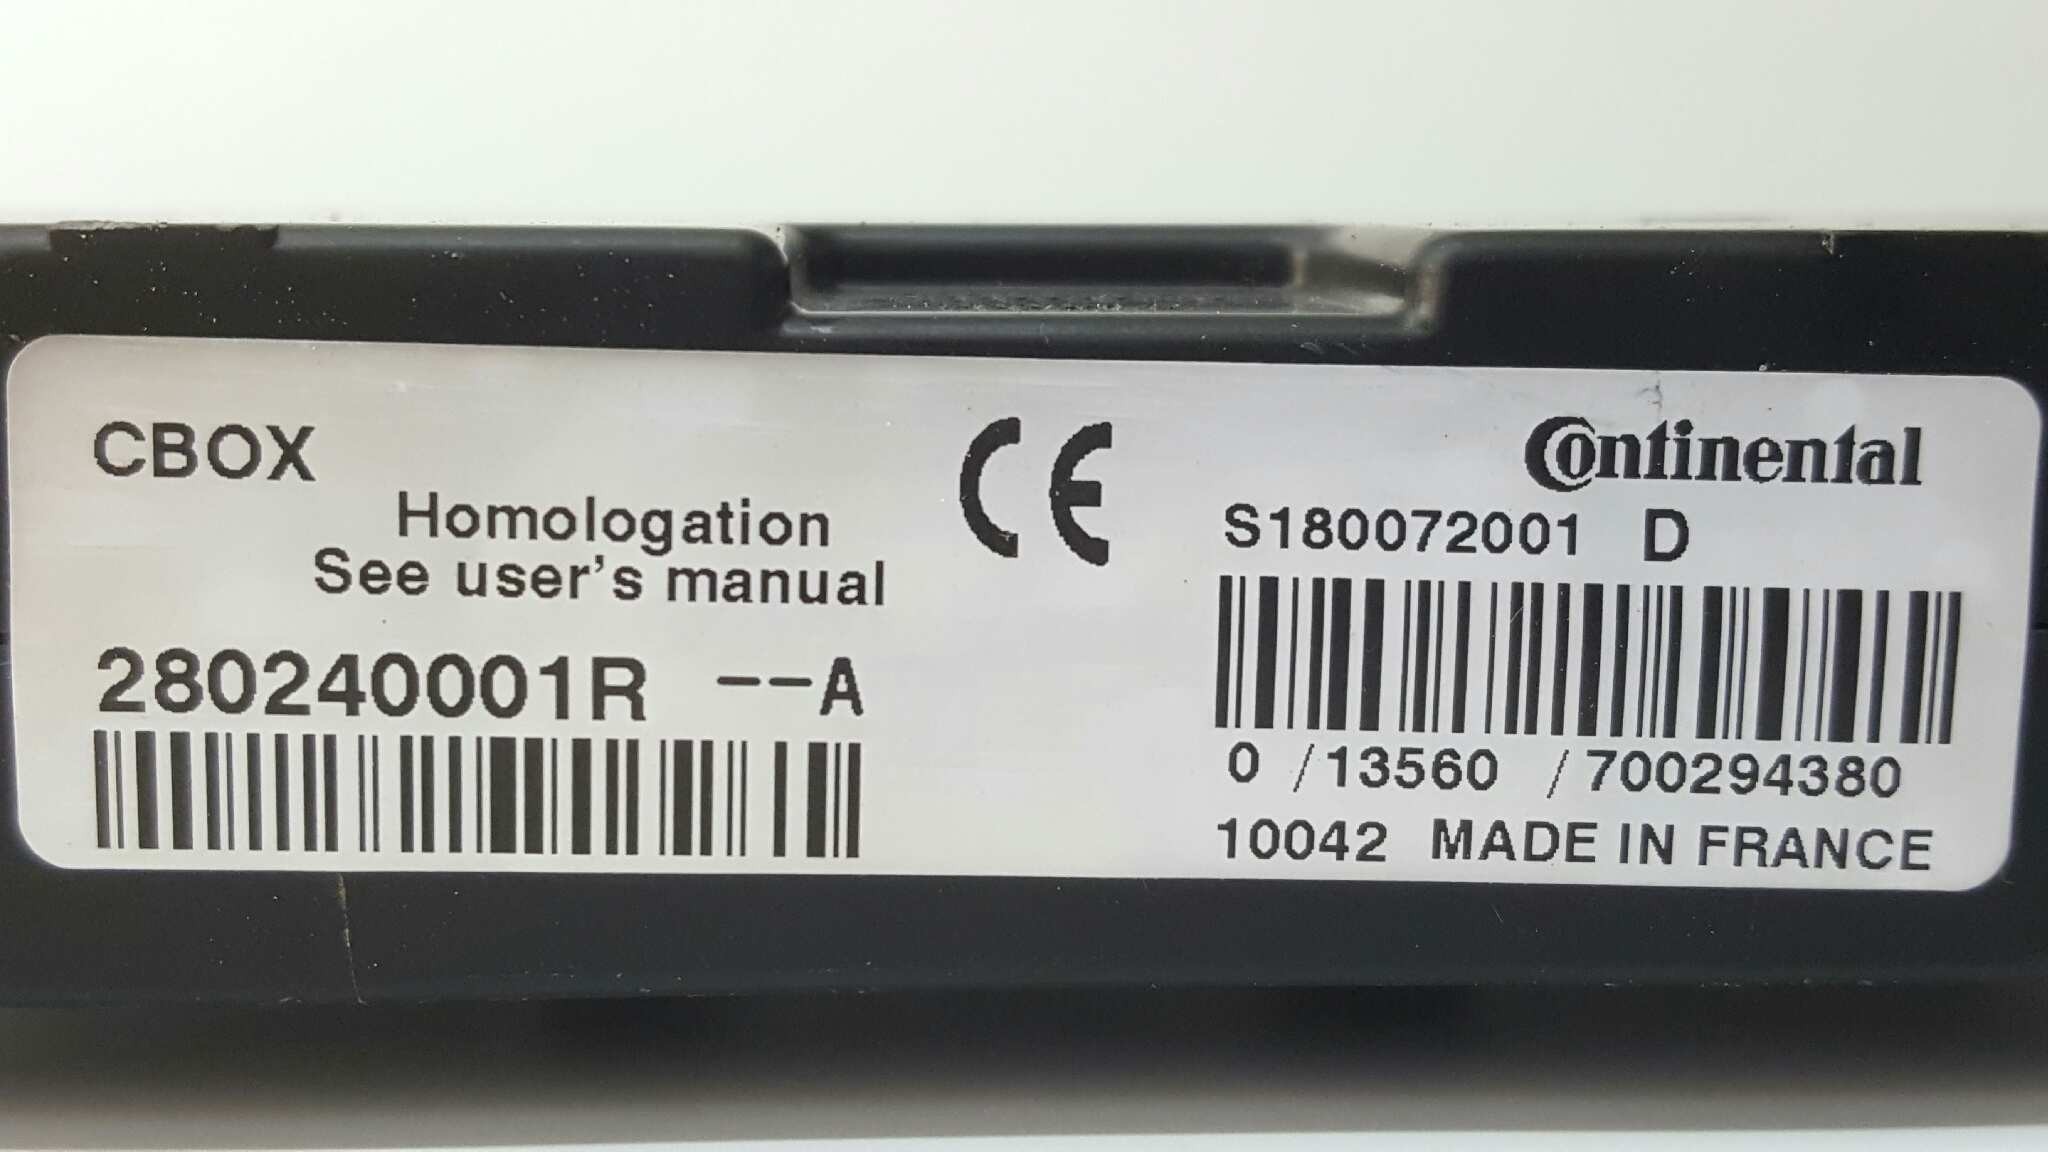 CBOX
Homologation
See user's manual
280240001R --A
CE
Continental
S180072001 D
0 /13560 /700294380
10042 MADE IN FRANCE